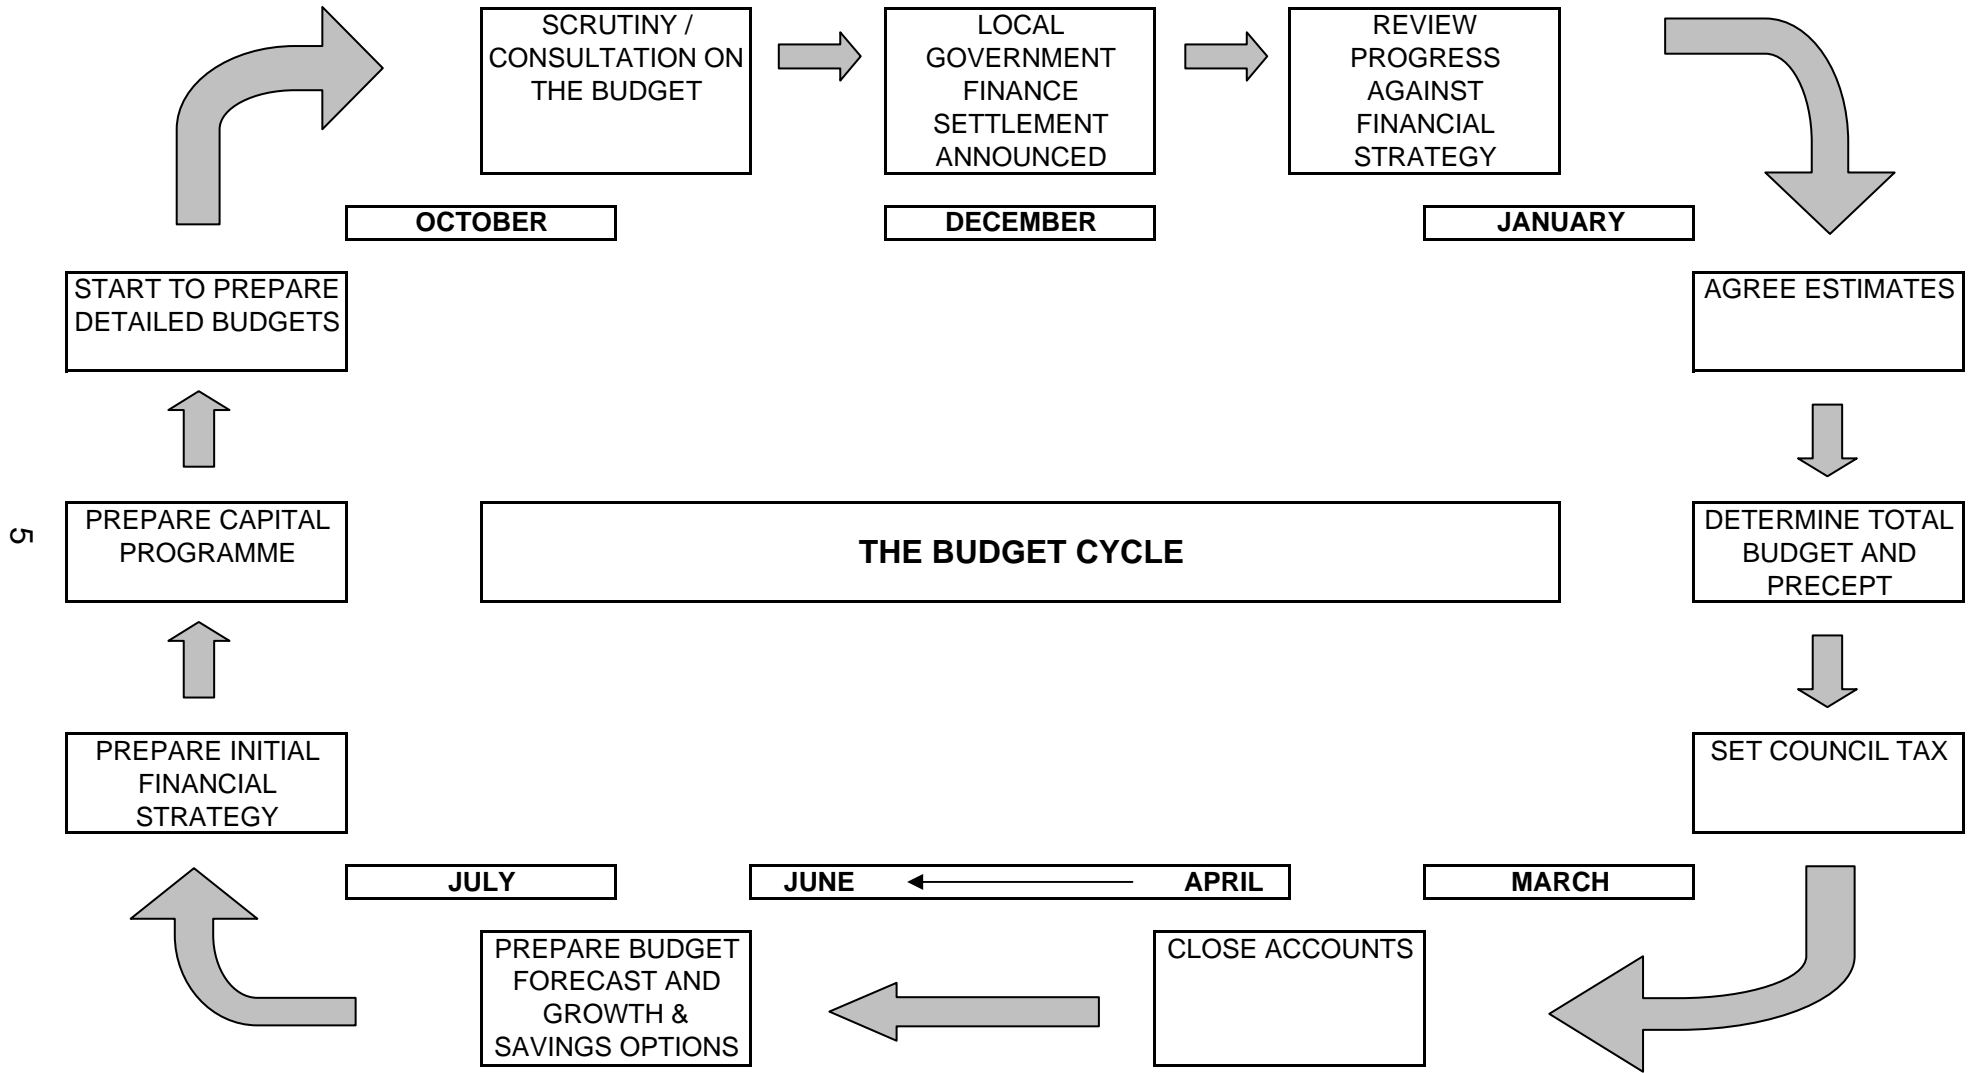 SCRUTINY /
CONSULTATION ON
THE BUDGET
LOCAL
GOVERNMENT
FINANCE
SETTLEMENT
ANNOUNCED
REVIEW
PROGRESS
AGAINST
FINANCIAL
STRATEGY
OCTOBER
DECEMBER
JANUARY
START TO PREPARE
DETAILED BUDGETS
AGREE ESTIMATES
5
PREPARE CAPITAL
PROGRAMME
THE BUDGET CYCLE
DETERMINE TOTAL
BUDGET AND
PRECEPT
PREPARE INITIAL
FINANCIAL
STRATEGY
SET COUNCIL TAX
JULY
JUNE
APRIL
MARCH
PREPARE BUDGET
FORECAST AND
GROWTH &
SAVINGS OPTIONS
CLOSE ACCOUNTS